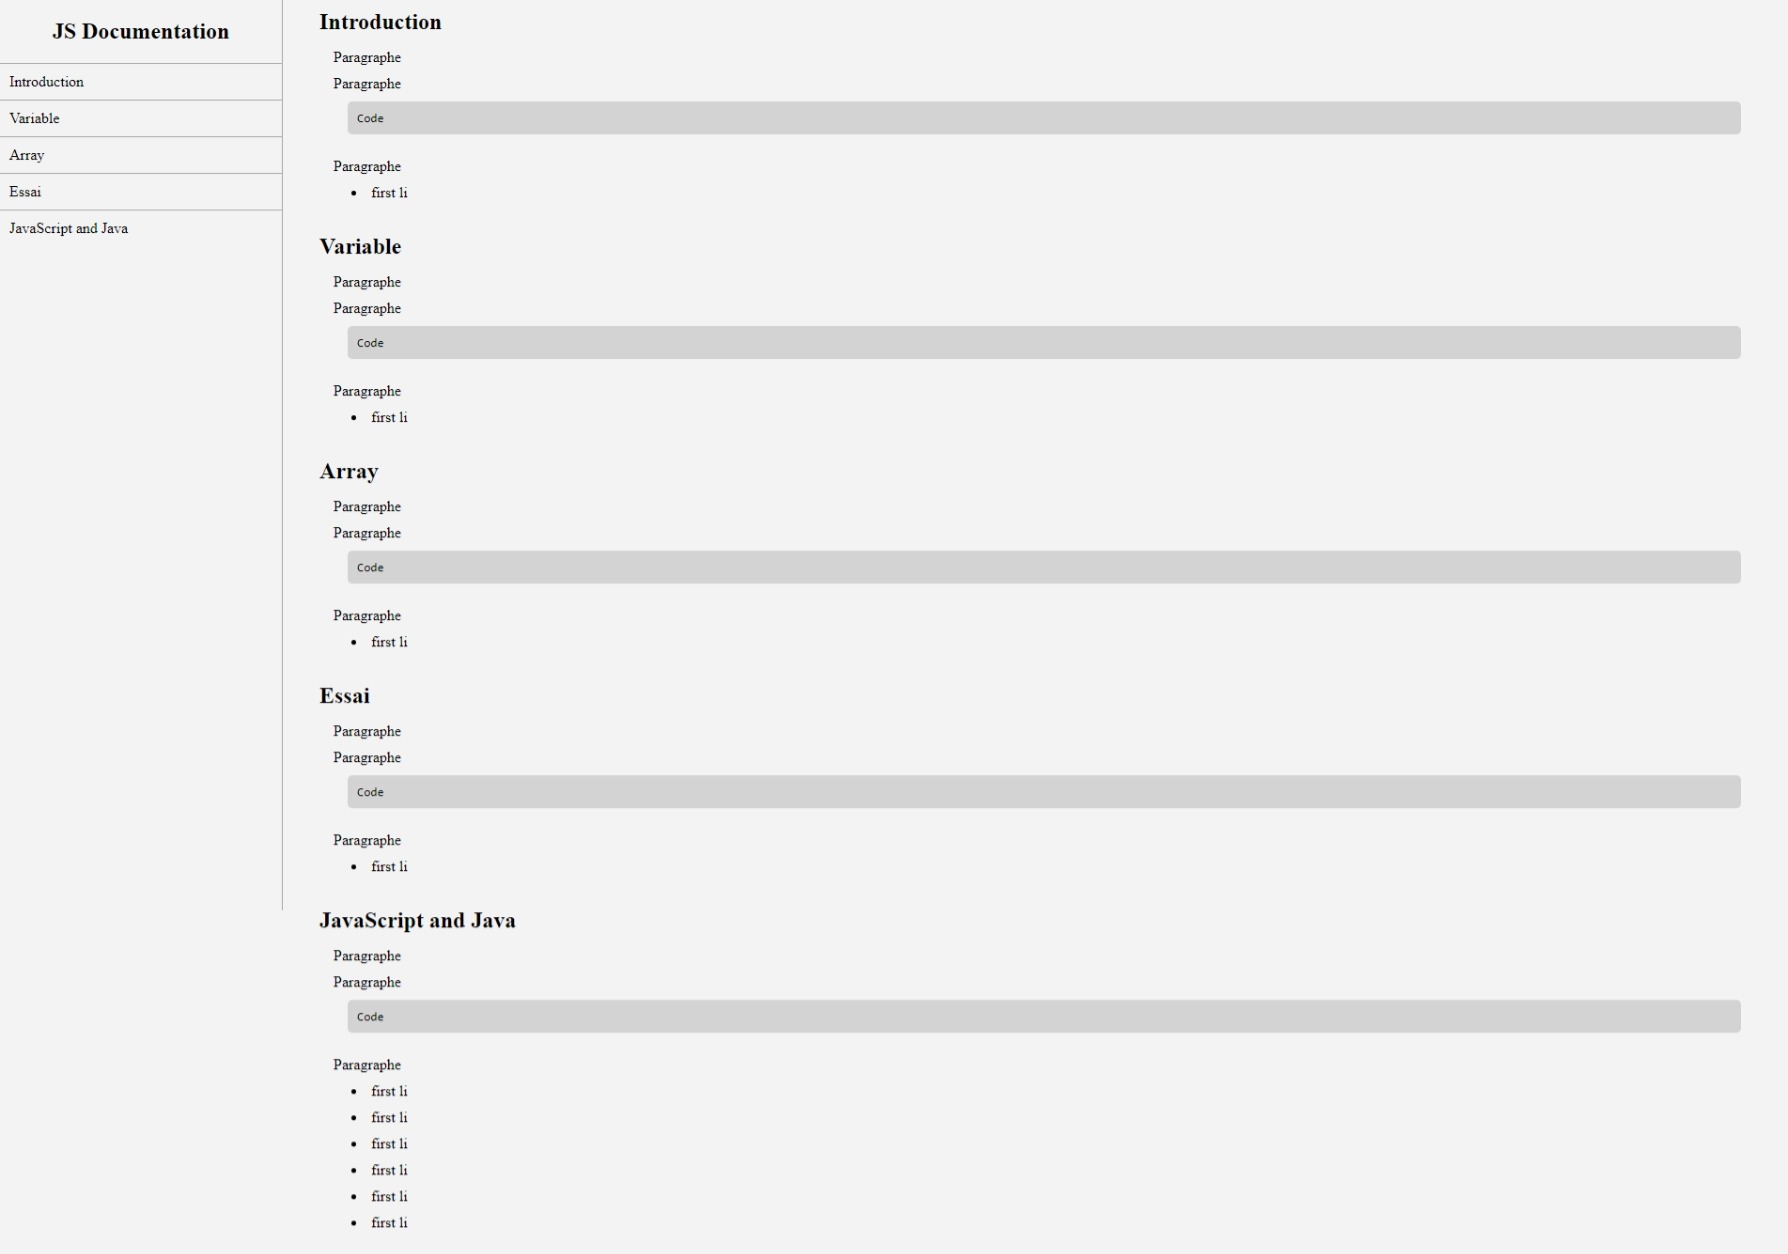 JS Documentation
Introduction
Variable
Array
Essai
JavaScript and Java
Introduction
Paragraphe
Paragraphe
Code
Paragraphe
first li
Variable
Paragraphe
Paragraphe
Code
Paragraphe
first li
Array
Paragraphe
Paragraphe
Code
Paragraphe
first li
Essai
Paragraphe
Paragraphe
Code
Paragraphe
first li
JavaScript and Java
Paragraphe
Paragraphe
Code
Paragraphe
first li
first li
first li
first li
first li
first li